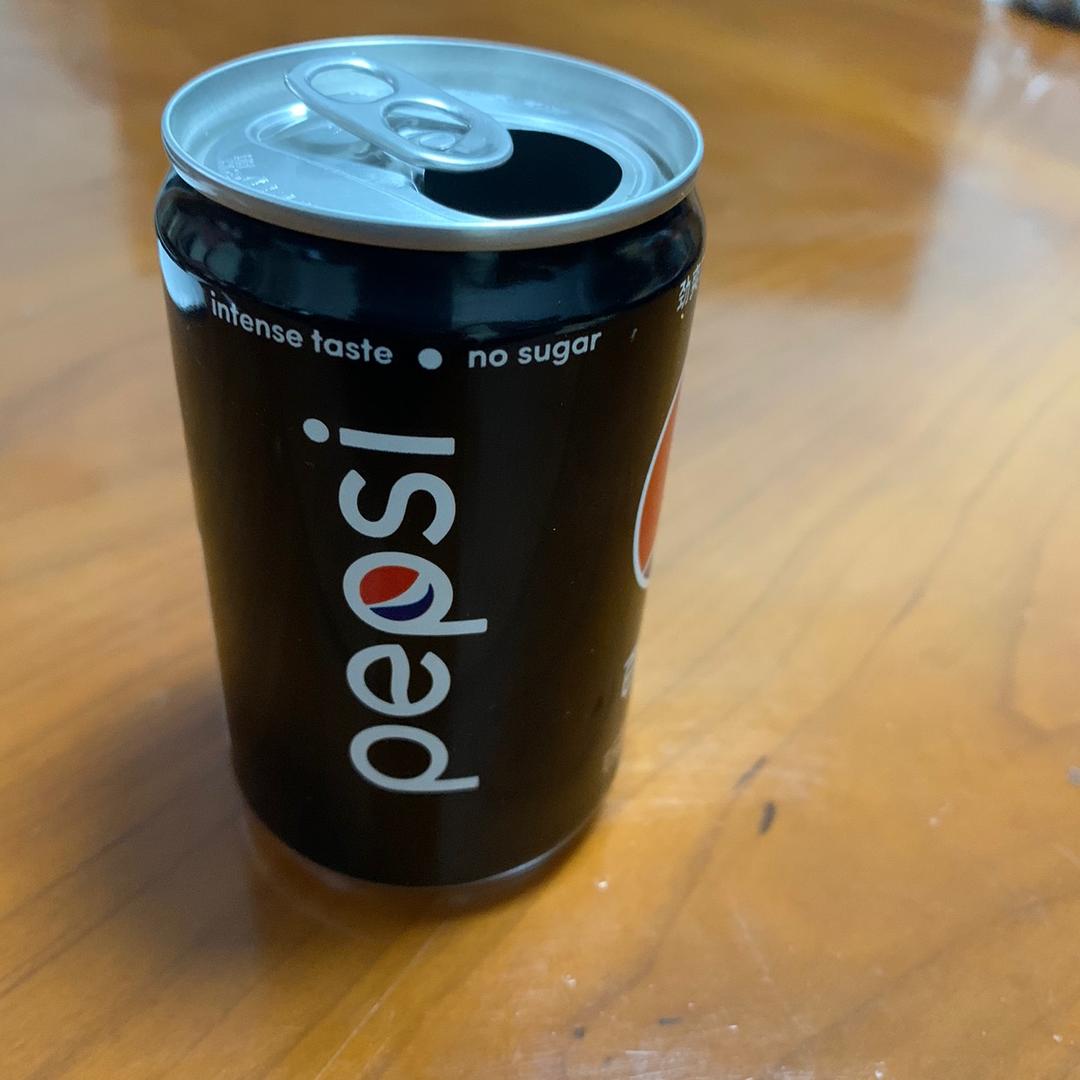 intense taste ● no sugar
pepsi